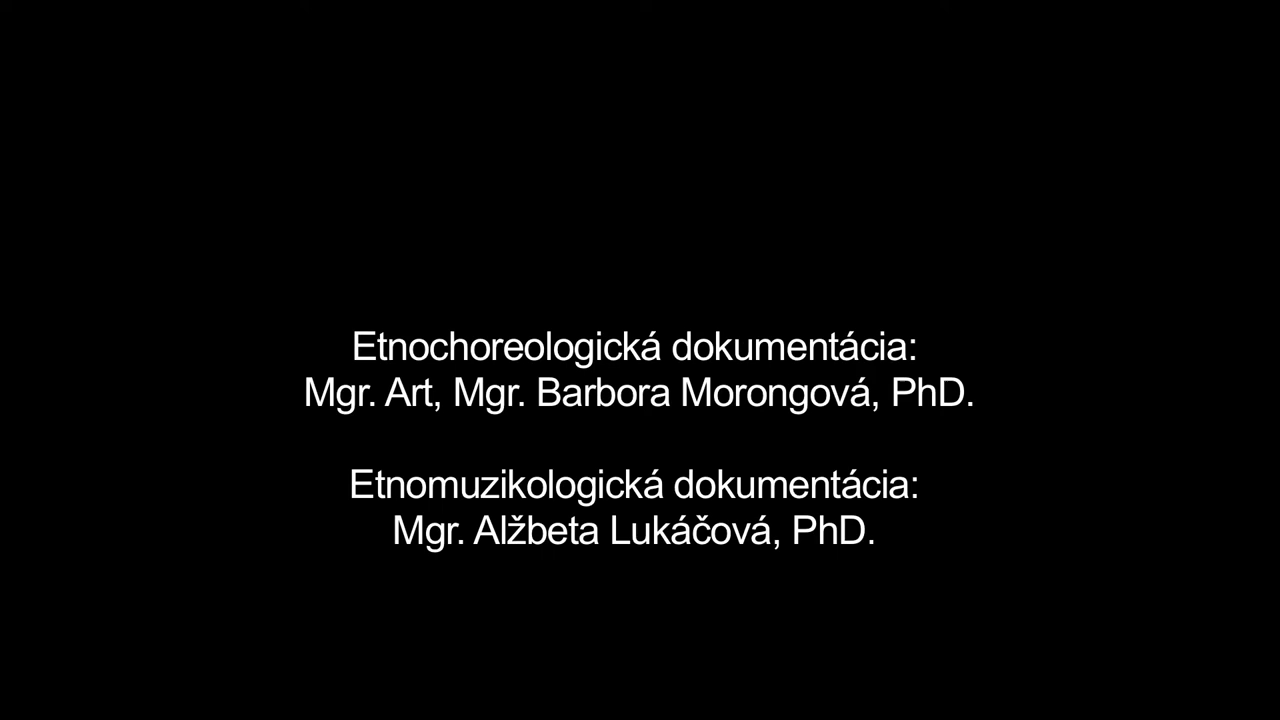 Etnochoreologická dokumentácia:
Mgr. Art, Mgr. Barbora Morongová, PhD.
Etnomuzikologická dokumentácia:
Mgr. Alžbeta Lukáčová, PhD.